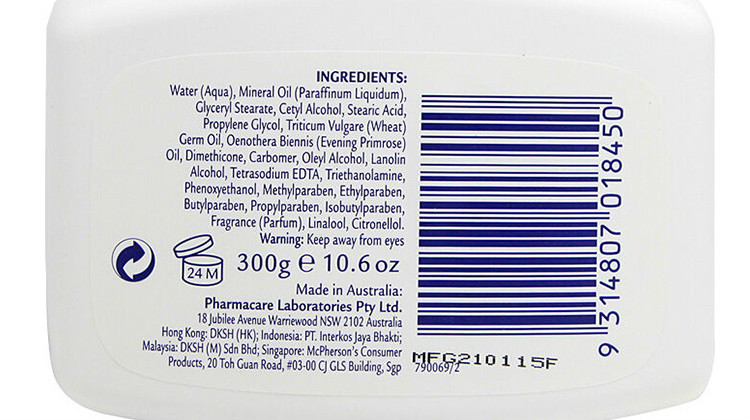 INGREDIENTS:
Water (Aqua), Mineral Oil (Paraffinum Liquidum),
Glyceryl Stearate, Cetyl Alcohol, Stearic Acid,
Propylene Glycol, Triticum Vulgare (Wheat)
Germ Oil, Oenothera Biennis (Evening Primrose)
Oil, Dimethicone, Carbomer, Oleyl Alcohol, Lanolin
Alcohol, Tetrasodium EDTA, Triethanolamine,
Phenoxyethanol, Methylparaben, Ethylparaben,
Butylparaben, Propylparaben, Isobutylparaben,
Fragrance (Parfum), Linalool, Citronellol.
Warning: Keep away from eyes
24 M
300g e 10.6 oz
Made in Australia:
Pharmacare Laboratories Pty Ltd.
18 Jubilee Avenue Warriewood NSW 2102 Australia
Hong Kong: DKSH (HK); Indonesia: PT. Interkos Jaya Bhakti;
Malaysia: DKSH (M) Sdn Bhd; Singapore: McPherson's Consumer
Products, 20 Toh Guan Road, #03-00 CJ GLS Building, Sgp
790069/2
MFG210115F
9 314807 018450